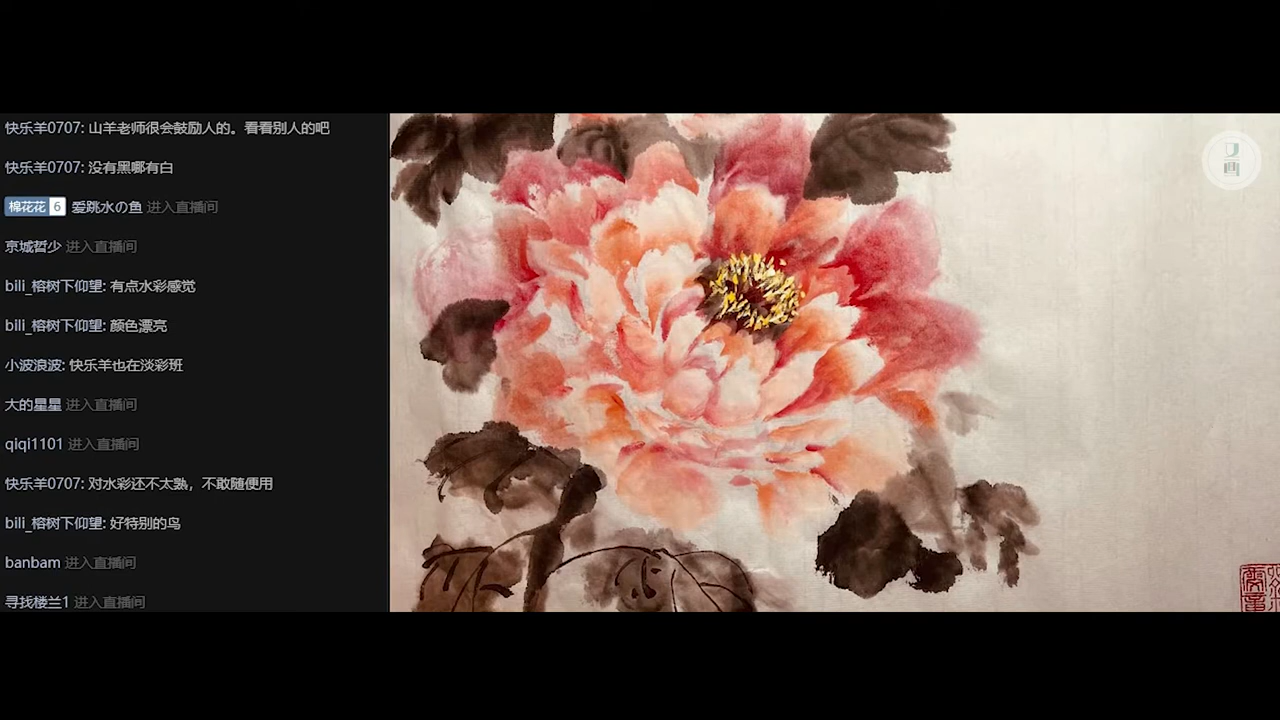 快乐羊0707: 山羊老师很会鼓励人的。看看别人的吧
快乐羊0707: 没有黑哪有白
棉花花 6 爱跳水の鱼 进入直播间
京城哲少 进入直播间
bili_榕树下仰望: 有点水彩感觉
bili_榕树下仰望: 颜色漂亮
小波浪波: 快乐羊也在淡彩班
大的星星 进入直播间
qiqi1101 进入直播间
快乐羊0707: 对水彩还不太熟，不敢随便用
bili_榕树下仰望: 好特别的鸟
banbam 进入直播间
寻找楼兰1 进入直播间